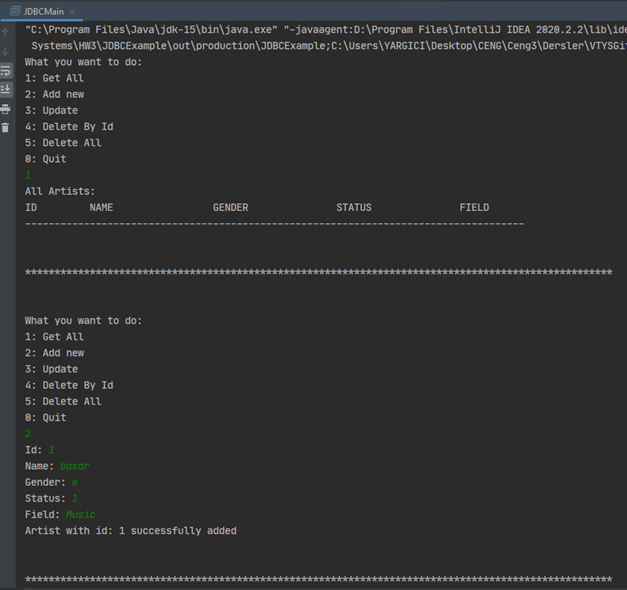 JDBCMain ×
"C:\Program Files\Java\jdk-15\bin\java.exe" "-javaagent:D:\Program Files\IntelliJ IDEA 2020.2.2\lib\ide
Systems\HW3\JDBCExample\out\production\JDBCExample;C:\Users\YARGICI\Desktop\CENG\Ceng3\Dersler\VTYSGi
What you want to do:
1: Get All
2: Add new
3: Update
4: Delete By Id
5: Delete All
0: Quit
1
All Artists:
ID NAME GENDER STATUS FIELD
-------------------------------------------------------------------------------------
****************************************************************************************************
What you want to do:
1: Get All
2: Add new
3: Update
4: Delete By Id
5: Delete All
0: Quit
2
Id: 1
Name: basar
Gender: e
Status: 1
Field: Music
Artist with id: 1 successfully added
****************************************************************************************************